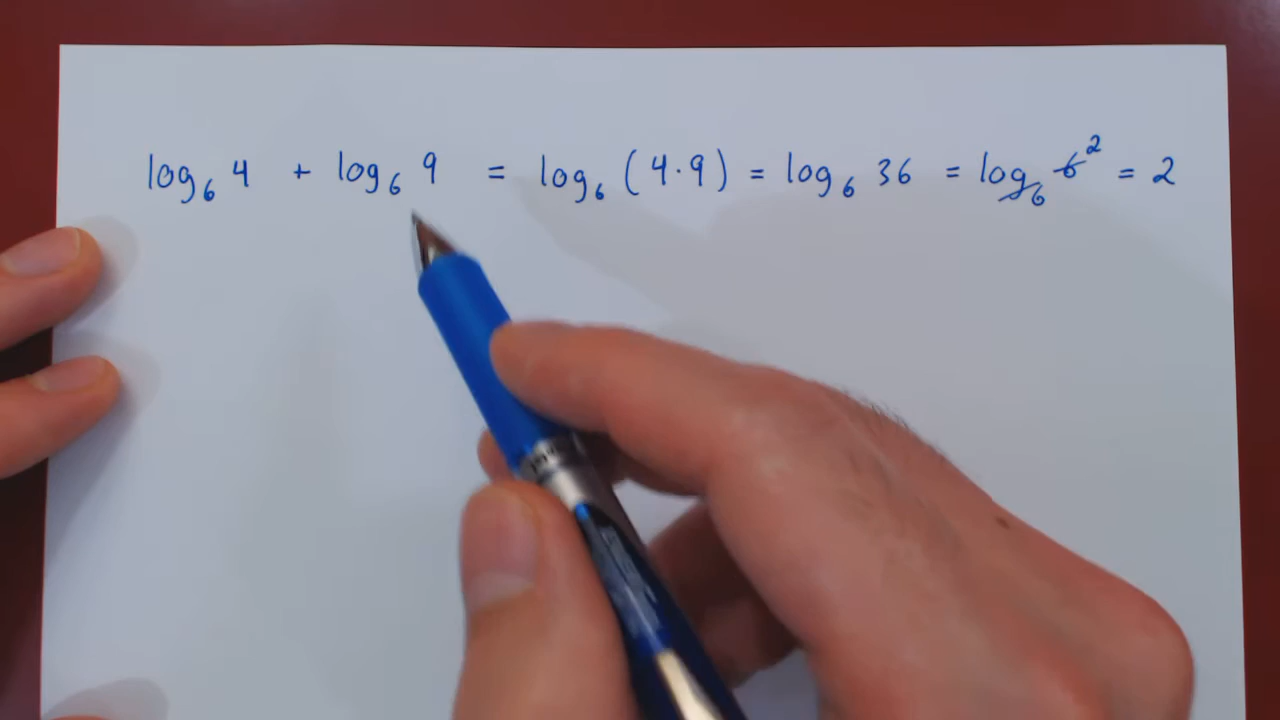 log₆ 4 + log₆ 9 = log₆ (4·9) = log₆ 36 = log₆ 6² = 2